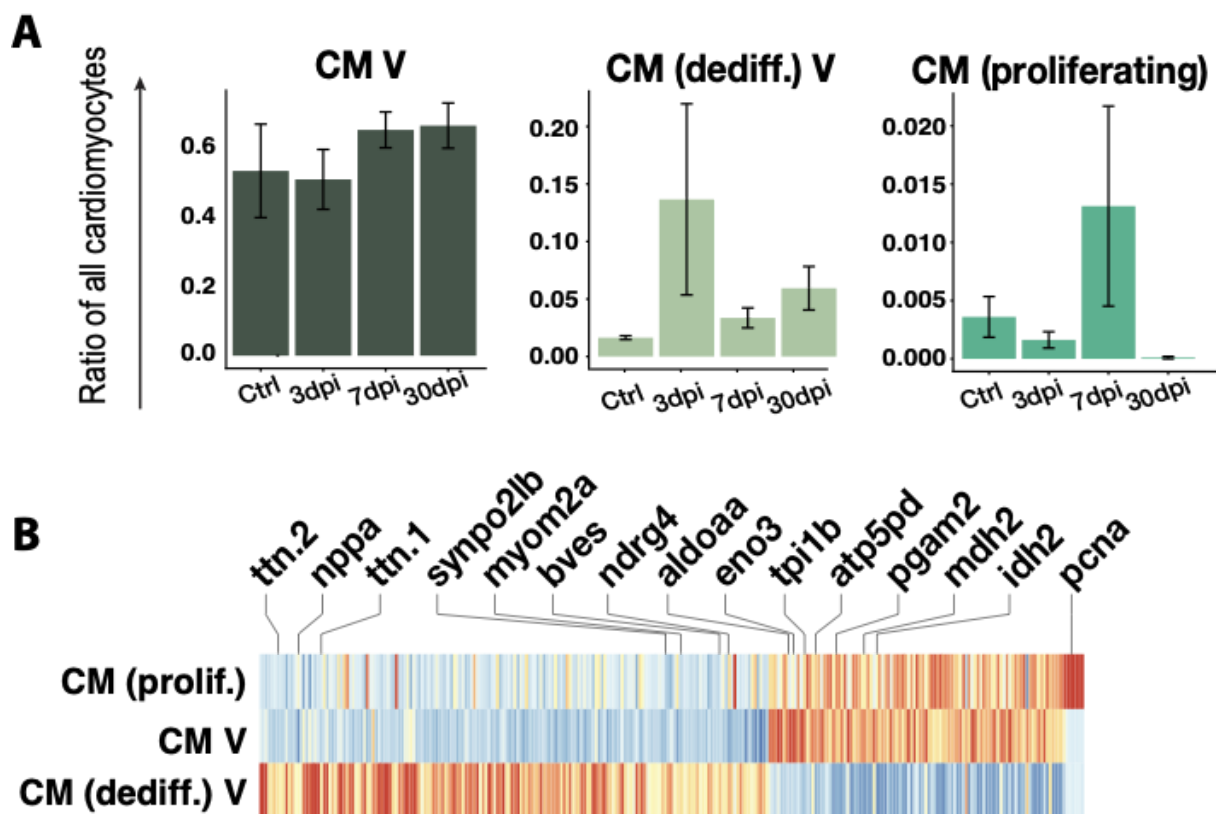 A
Ratio of all cardiomyocytes
CM V
0.6
0.4
0.2
0.0
Ctrl 3dpi 7dpi 30dpi
CM (dediff.) V
0.20
0.15
0.10
0.05
0.00
Ctrl 3dpi 7dpi 30dpi
CM (proliferating)
0.020
0.015
0.010
0.005
0.000
Ctrl 3dpi 7dpi 30dpi
B
ttn.2 nppa ttn.1 synpo2lb myom2a bves ndrg4 aldoaa eno3 tpi1b atp5pd pgam2 mdh2 idh2 pcna
CM (prolif.)
CM V
CM (dediff.) V